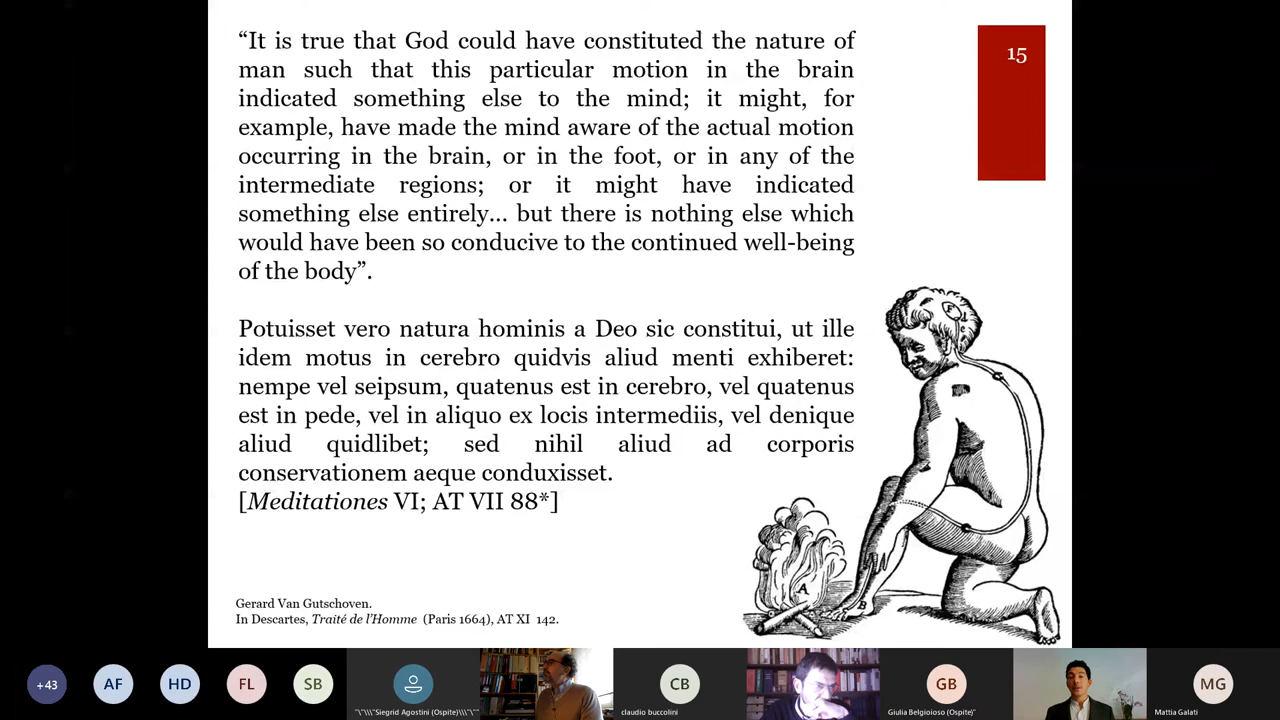 “It is true that God could have constituted the nature of
man such that this particular motion in the brain
indicated something else to the mind; it might, for
example, have made the mind aware of the actual motion
occurring in the brain, or in the foot, or in any of the
intermediate regions; or it might have indicated
something else entirely... but there is nothing else which
would have been so conducive to the continued well-being
of the body”.
15
Potuisset vero natura hominis a Deo sic constitui, ut ille
idem motus in cerebro quidvis aliud menti exhiberet:
nempe vel seipsum, quatenus est in cerebro, vel quatenus
est in pede, vel in aliquo ex locis intermediis, vel denique
aliud quidlibet; sed nihil aliud ad corporis
conservationem aeque conduxisset.
[Meditationes VI; AT VII 88*]
A
B
Gerard Van Gutschoven.
In Descartes, Traité de l’Homme (Paris 1664), AT XI 142.
+43
AF
HD
FL
SB
"\"\\\"Siegrid Agostini (Ospite)\\\"\""
CB
claudio buccolini
GB
Giulia Belgioioso (Ospite)"
MG
Mattia Galati